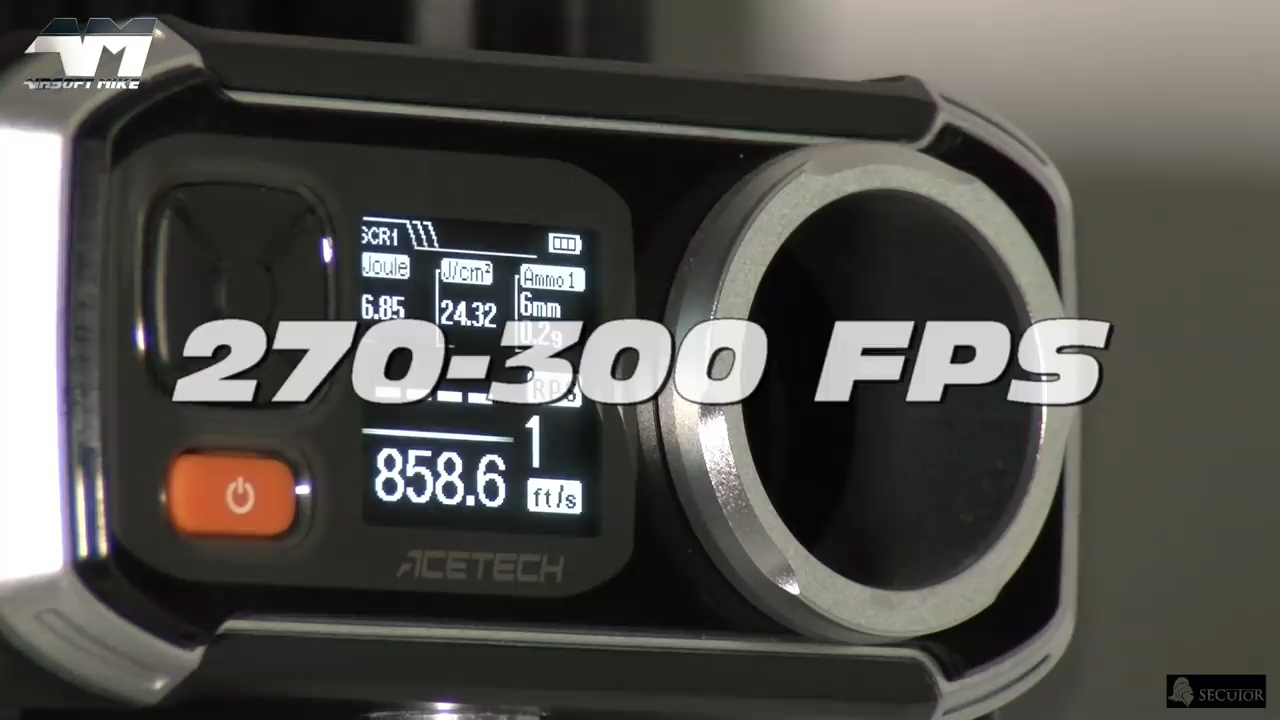 AIRSOFT MIKE
SCR1
Joule
J/cm²
Ammo 1
6.85
24.32
6mm
0.2g
270-300 FPS
RPS
1
858.6
ft/s
ACETECH
SECUTOR